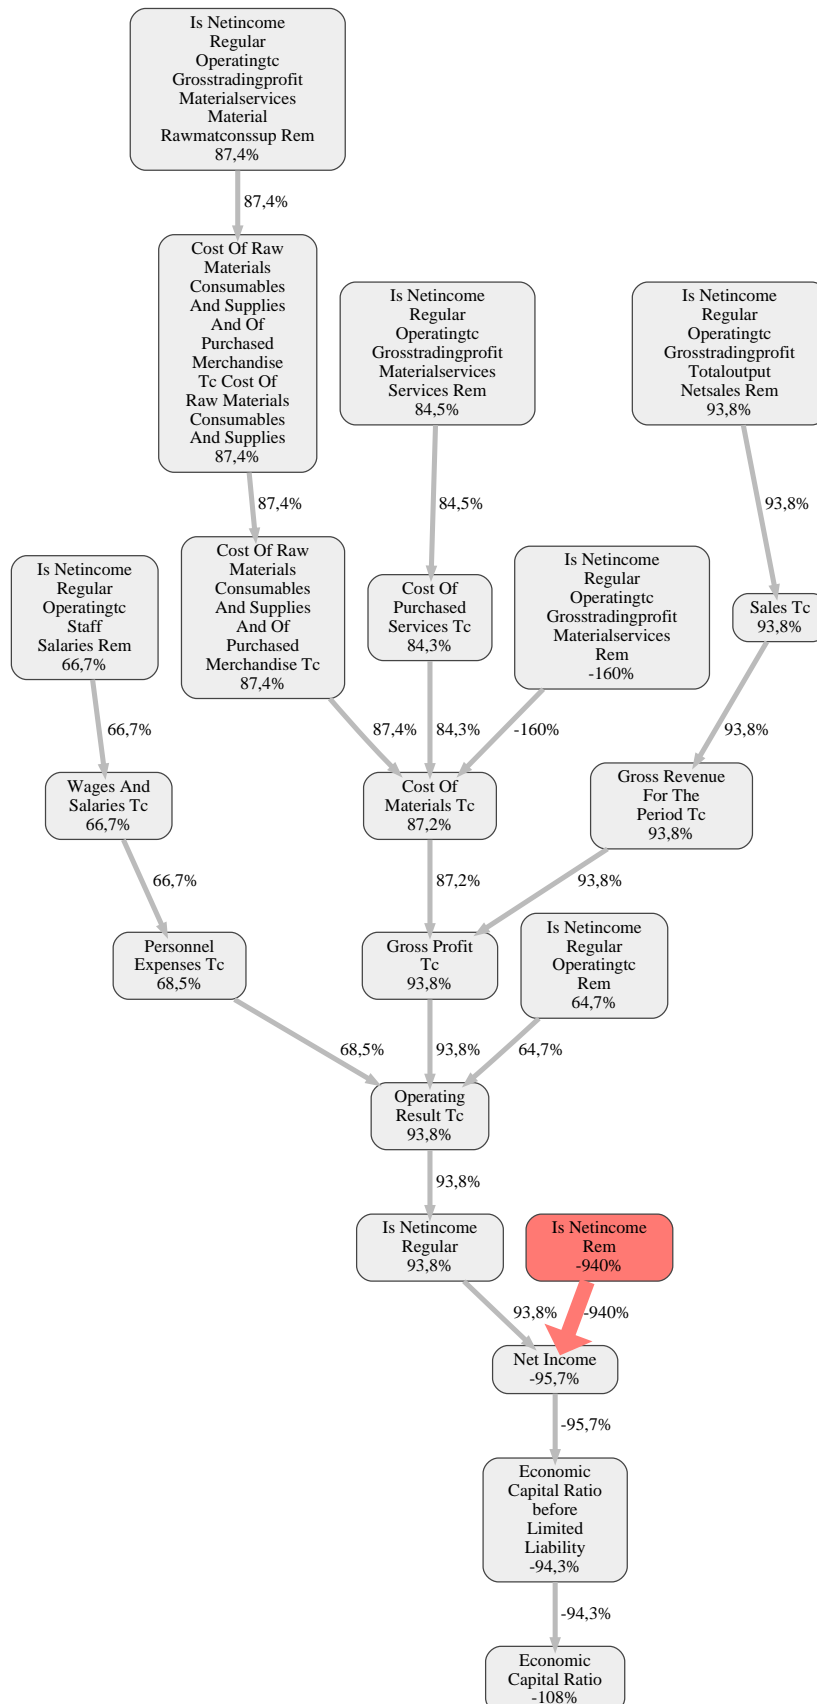 Is Netincome
Regular
Operatingtc
Grosstradingprofit
Materialservices
Material
Rawmatconssup Rem
87,4%
87,4%
Cost Of Raw
Materials
Consumables
And Supplies
And Of
Purchased
Merchandise
Tc Cost Of
Raw Materials
Consumables
And Supplies
87,4%
Is Netincome
Regular
Operatingtc
Grosstradingprofit
Materialservices
Services Rem
84,5%
Is Netincome
Regular
Operatingtc
Grosstradingprofit
Totaloutput
Netsales Rem
93,8%
87,4%
84,5%
93,8%
Is Netincome
Regular
Operatingtc
Staff
Salaries Rem
66,7%
Cost Of Raw
Materials
Consumables
And Supplies
And Of
Purchased
Merchandise Tc
87,4%
Cost Of
Purchased
Services Tc
84,3%
Is Netincome
Regular
Operatingtc
Grosstradingprofit
Materialservices
Rem
-160%
Sales Tc
93,8%
66,7%
87,4%
84,3%
-160%
93,8%
Wages And
Salaries Tc
66,7%
Cost Of
Materials Tc
87,2%
Gross Revenue
For The
Period Tc
93,8%
66,7%
87,2%
93,8%
Personnel
Expenses Tc
68,5%
Gross Profit
Tc
93,8%
Is Netincome
Regular
Operatingtc
Rem
64,7%
68,5%
93,8%
64,7%
Operating
Result Tc
93,8%
93,8%
Is Netincome
Regular
93,8%
Is Netincome
Rem
-940%
93,8%
-940%
Net Income
-95,7%
-95,7%
Economic
Capital Ratio
before
Limited
Liability
-94,3%
-94,3%
Economic
Capital Ratio
-108%